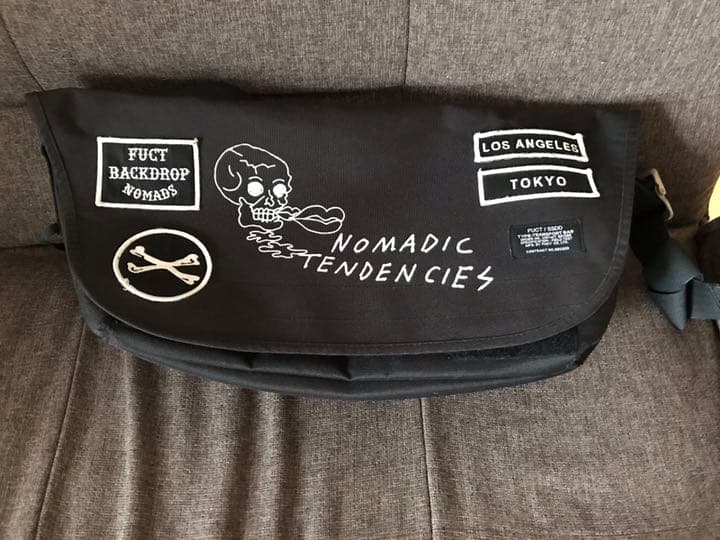 FUCT
BACKDROP
NOMADS
NOMADIC
TENDENCIES
LOS ANGELES
TOKYO
FUCT / SSDD